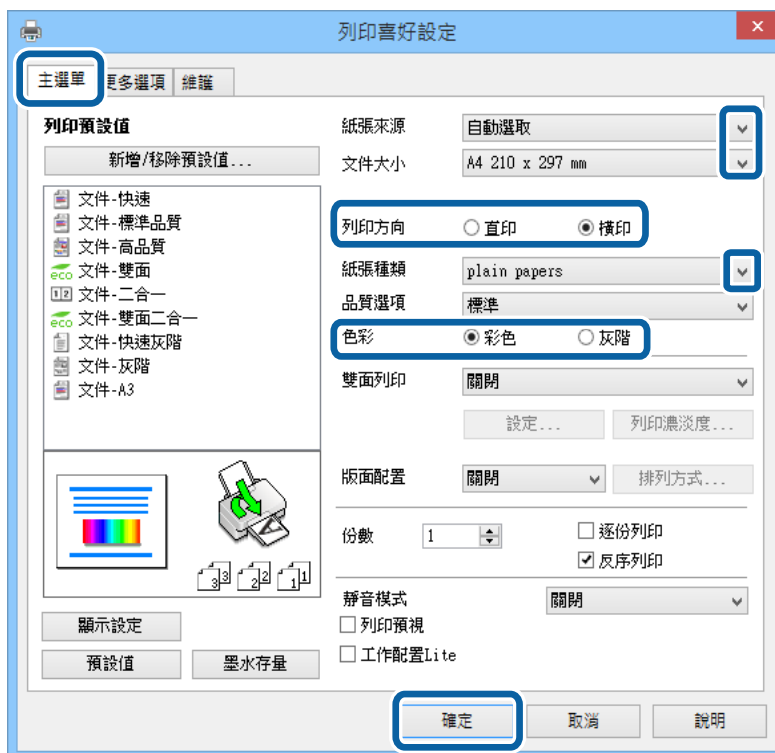 列印喜好設定
主選單 更多選項 維護
列印預設值
新增/移除預設值...
文件-快速
文件-標準品質
文件-高品質
eco 文件-雙面
12 文件-二合一
eco 文件-雙面二合一
文件-快速灰階
文件-灰階
文件-A3
3 3 2 2 1 1
顯示設定
預設值 墨水存量
紙張來源 自動選取
文件大小 A4 210 x 297 mm
列印方向 直印 橫印
紙張種類 plain papers
品質選項 標準
色彩 彩色 灰階
雙面列印 關閉
設定... 列印濃淡度...
版面配置 關閉 排列方式...
份數 1 逐份列印
反序列印
靜音模式 關閉
列印預視
工作配置Lite
確定 取消 說明